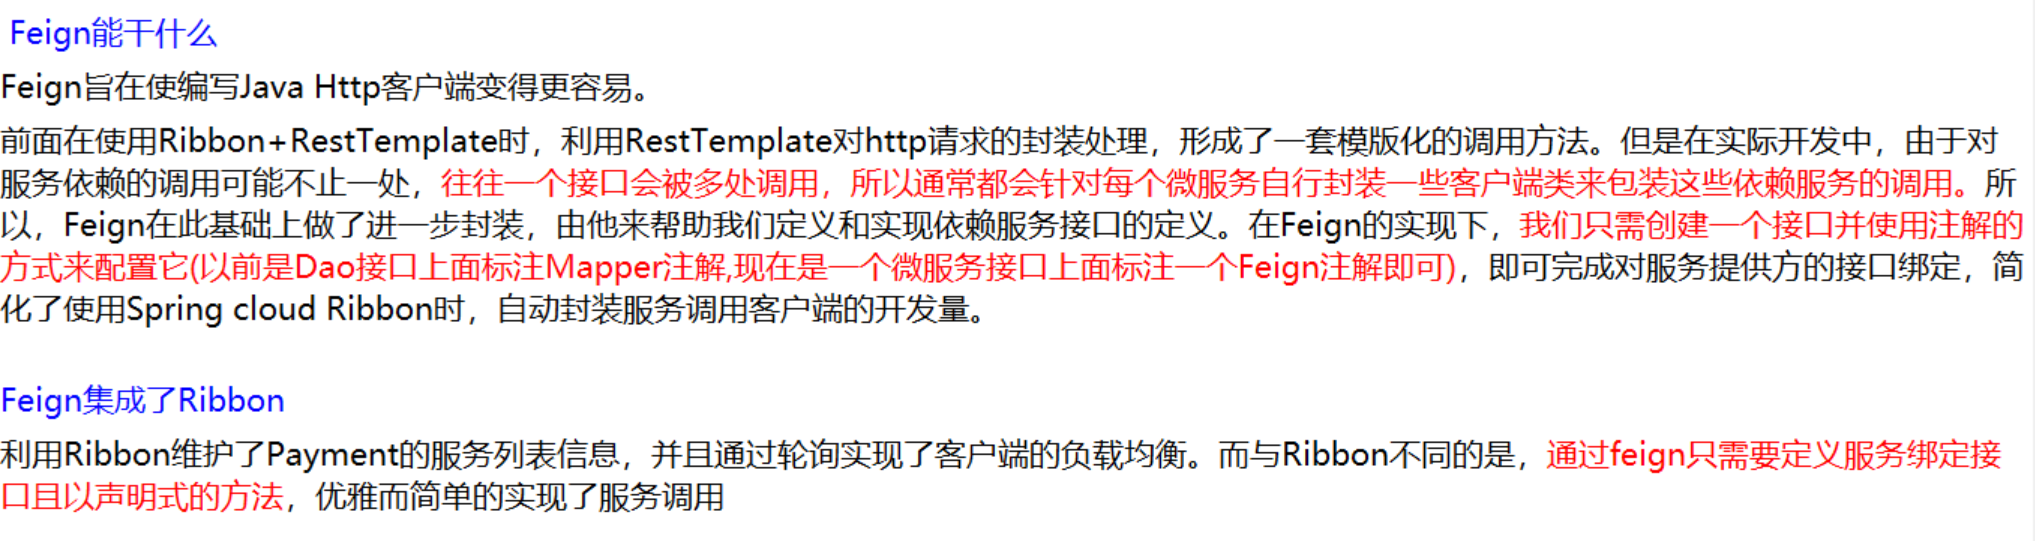 Feign能干什么
Feign旨在使编写Java Http客户端变得更容易。
前面在使用Ribbon+RestTemplate时，利用RestTemplate对http请求的封装处理，形成了一套模版化的调用方法。但是在实际开发中，由于对
服务依赖的调用可能不止一处，往往一个接口会被多处调用，所以通常都会针对每个微服务自行封装一些客户端类来包装这些依赖服务的调用。所
以，Feign在此基础上做了进一步封装，由他来帮助我们定义和实现依赖服务接口的定义。在Feign的实现下，我们只需创建一个接口并使用注解的
方式来配置它(以前是Dao接口上面标注Mapper注解,现在是一个微服务接口上面标注一个Feign注解即可)，即可完成对服务提供方的接口绑定，简
化了使用Spring cloud Ribbon时，自动封装服务调用客户端的开发量。
Feign集成了Ribbon
利用Ribbon维护了Payment的服务列表信息，并且通过轮询实现了客户端的负载均衡。而与Ribbon不同的是，通过feign只需要定义服务绑定接
口且以声明式的方法，优雅而简单的实现了服务调用